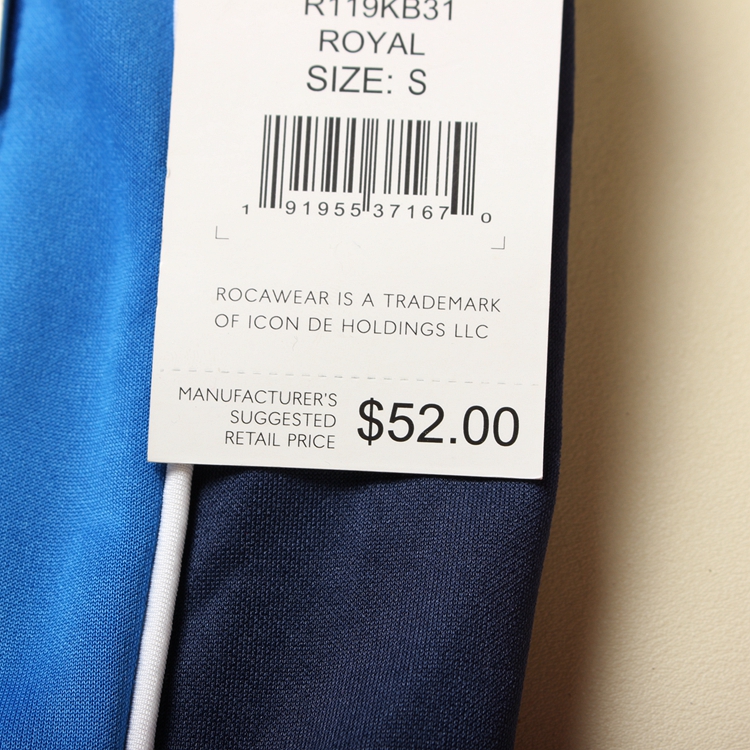 R119KB31
ROYAL
SIZE: S
1 91955 37167 0
ROCAWEAR IS A TRADEMARK
OF ICON DE HOLDINGS LLC
MANUFACTURER'S
SUGGESTED
RETAIL PRICE
$52.00